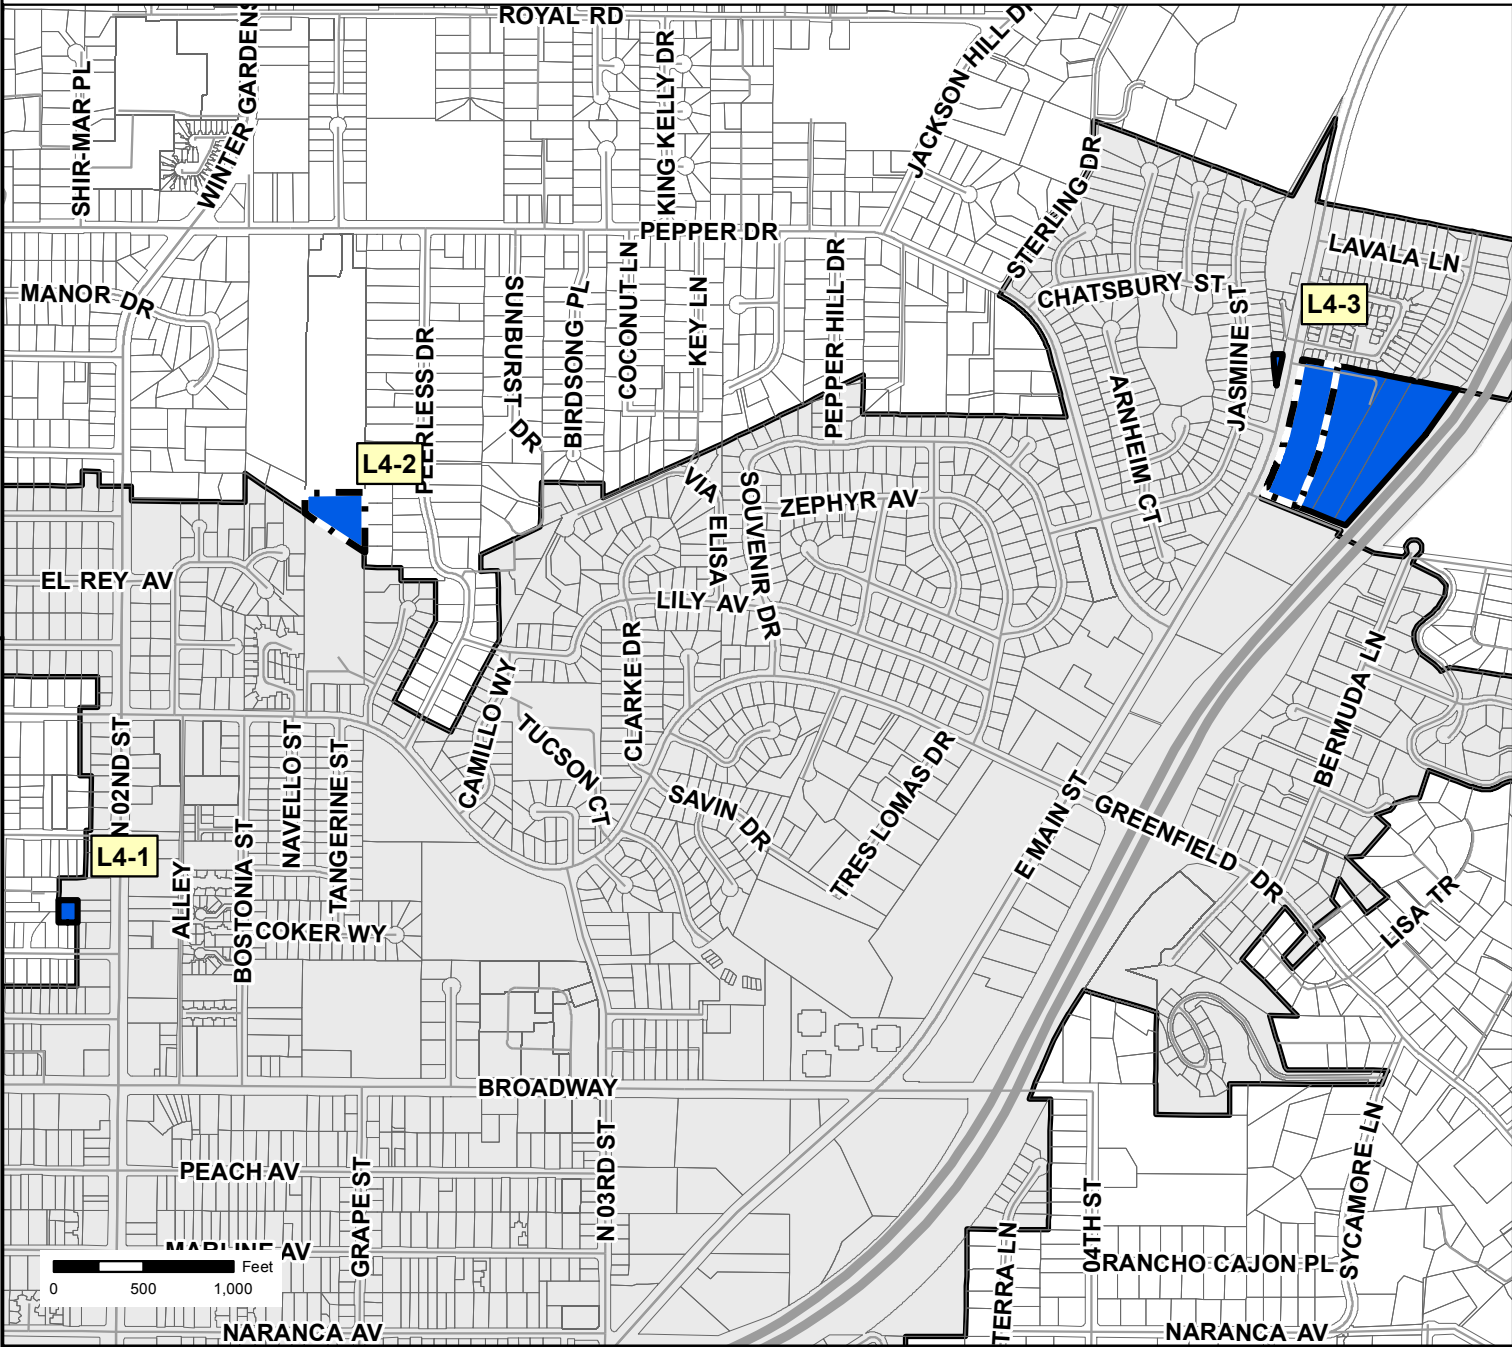 ROYAL RD
SHIR-MAR PL
WINTER GARDENS
KING KELLY DR
JACKSON HILL DR
STERLING DR
PEPPER DR
LAVALA LN
MANOR DR
CHATSBURY ST
L4-3
SUNBURST DR
BIRDSONG PL
COCONUT LN
KEY LN
PEPPER HILL DR
JASMINE ST
PEERLESS DR
ARNHEIM CT
L4-2
VIA ELISA
SOUVENIR DR
ZEPHYR AV
EL REY AV
LILY AV
CLARKE DR
BERMUDA LN
CAMILLO WY
TUCSON CT
N 02ND ST
NAVELLO ST
TANGERINE ST
SAVIN DR
TRES LOMAS DR
E MAIN ST
GREENFIELD DR
L4-1
ALLEY
BOSTONIA ST
COKER WY
LISA TR
BROADWAY
N 03RD ST
PEACH AV
GRAPE ST
SYCAMORE LN
04TH ST
TERRA LN
RANCHO CAJON PL
AV
Feet
0 500 1,000
NARANCA AV
NARANCA AV